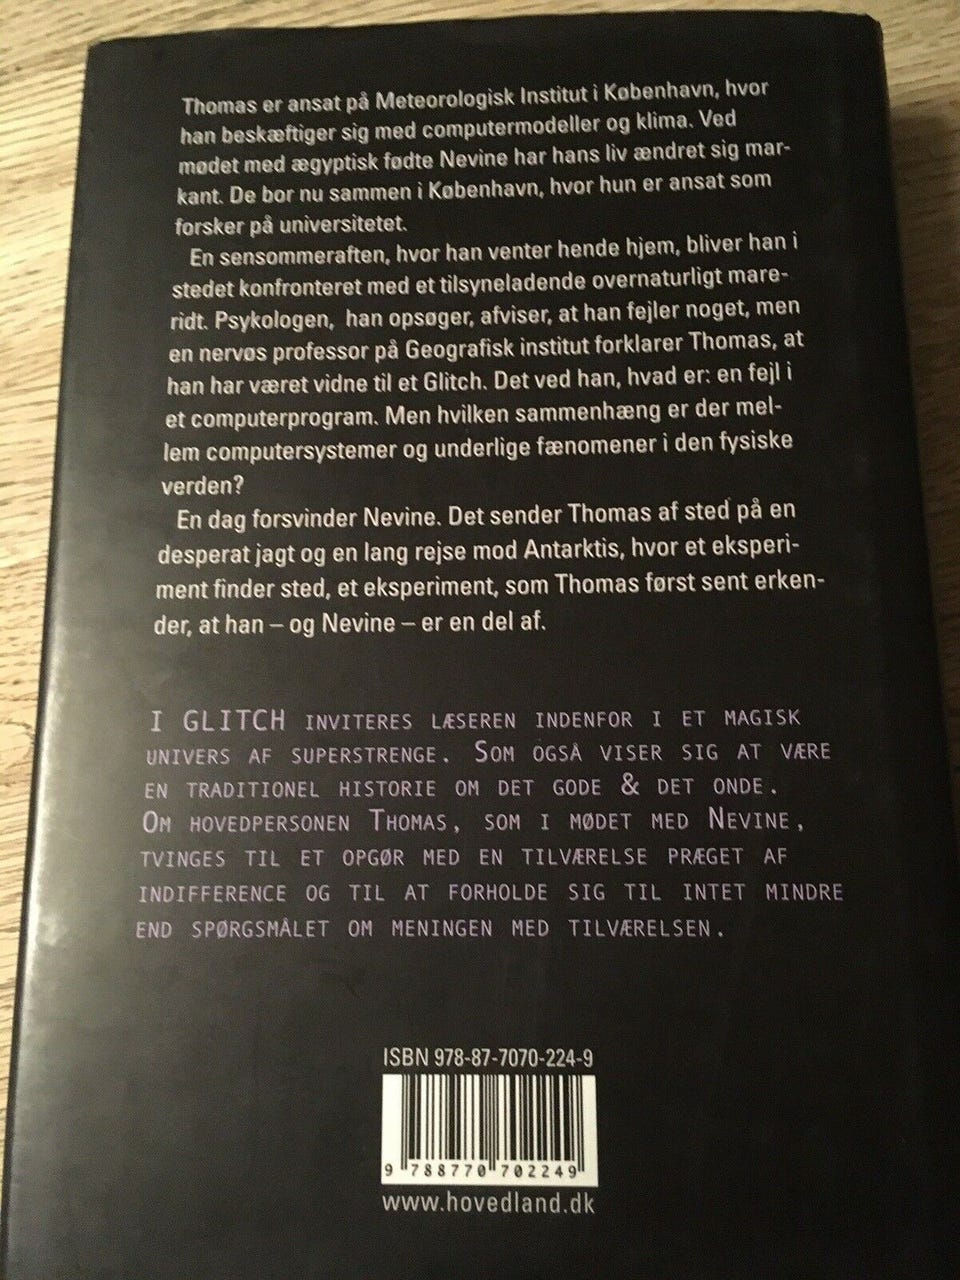 Thomas er ansat på Meteorologisk Institut i København, hvor
han beskæftiger sig med computermodeller og klima. Ved
mødet med ægyptisk fødte Nevine har hans liv ændret sig mar-
kant. De bor nu sammen i København, hvor hun er ansat som
forsker på universitetet.
En sensommeraften, hvor han venter hende hjem, bliver han i
stedet konfronteret med et tilsyneladende overnaturligt mare-
ridt. Psykologen, han opsøger, afviser, at han fejler noget, men
en nervøs professor på Geografisk institut forklarer Thomas, at
han har været vidne til et Glitch. Det ved han, hvad er: en fejl i
et computerprogram. Men hvilken sammenhæng er der mel-
lem computersystemer og underlige fænomener i den fysiske
verden?
En dag forsvinder Nevine. Det sender Thomas af sted på en
desperat jagt og en lang rejse mod Antarktis, hvor et eksperi-
ment finder sted, et eksperiment, som Thomas først sent erken-
der, at han – og Nevine – er en del af.
I GLITCH INVITERES LÆSEREN INDENFOR I ET MAGISK
UNIVERS AF SUPERSTRENGE. SOM OGSÅ VISER SIG AT VÆRE
EN TRADITIONEL HISTORIE OM DET GODE & DET ONDE.
OM HOVEDPERSONEN THOMAS, SOM I MØDET MED NEVINE,
TVINGES TIL ET OPGØR MED EN TILVÆRELSE PRÆGET AF
INDIFFERENCE OG TIL AT FORHOLDE SIG TIL INTET MINDRE
END SPØRGSMÅLET OM MENINGEN MED TILVÆRELSEN.
ISBN 978-87-7070-224-9
9 788770 702249
www.hovedland.dk